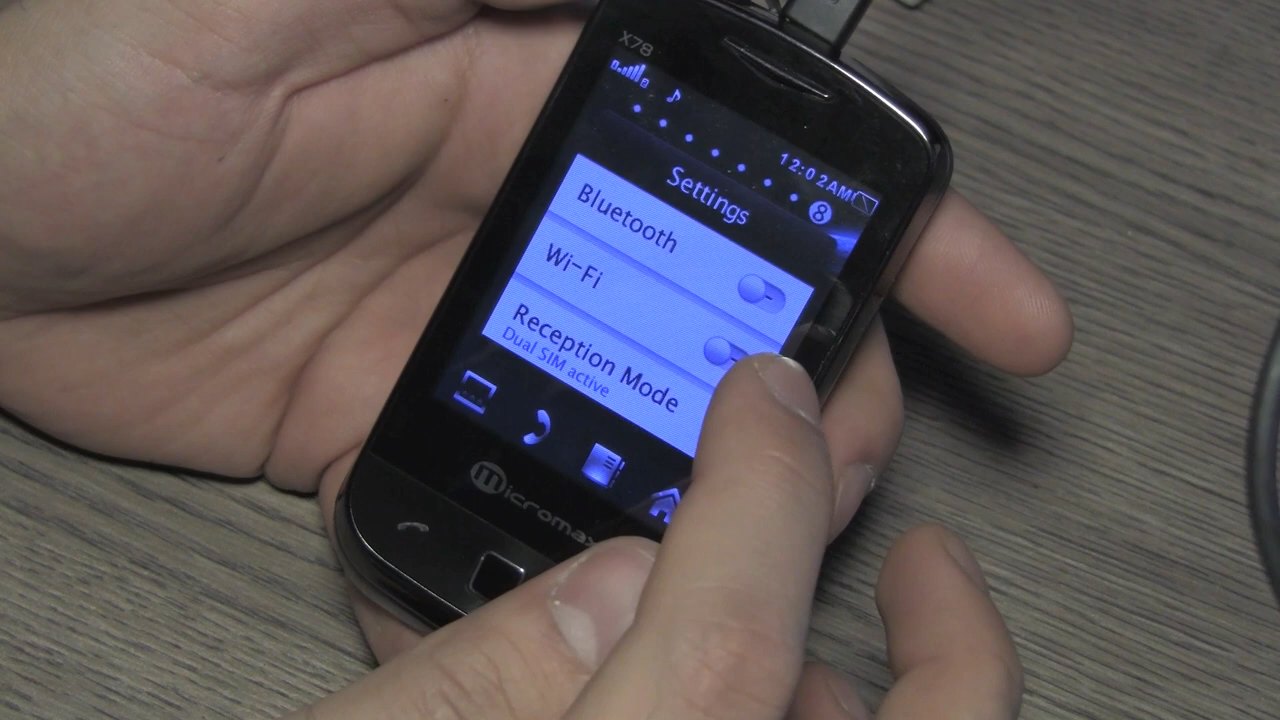 X78
12:02AM
8
Settings
Bluetooth
Wi-Fi
Reception Mode
Dual SIM active
micromax